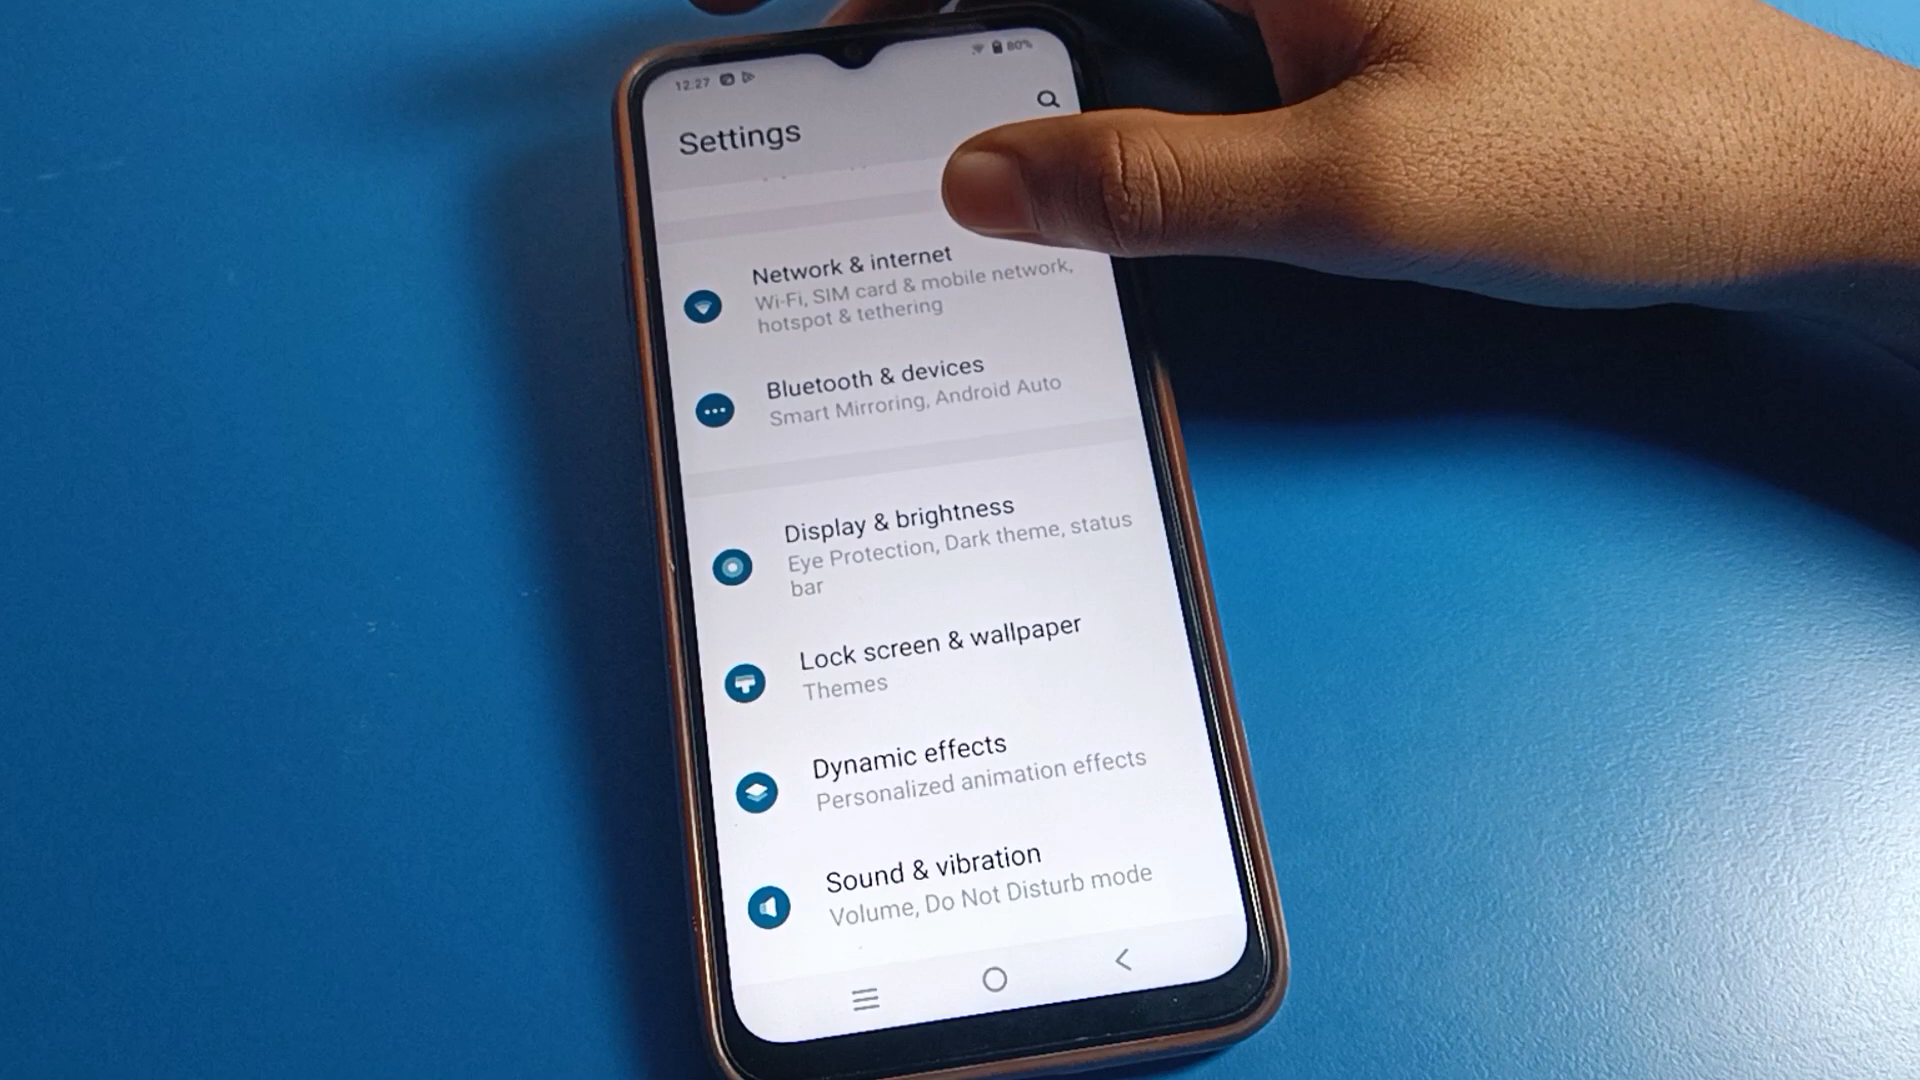 12:27
80%
Settings
Network & internet
Wi-Fi, SIM card & mobile network,
hotspot & tethering
Bluetooth & devices
Smart Mirroring, Android Auto
Display & brightness
Eye Protection, Dark theme, status
bar
Lock screen & wallpaper
Themes
Dynamic effects
Personalized animation effects
Sound & vibration
Volume, Do Not Disturb mode